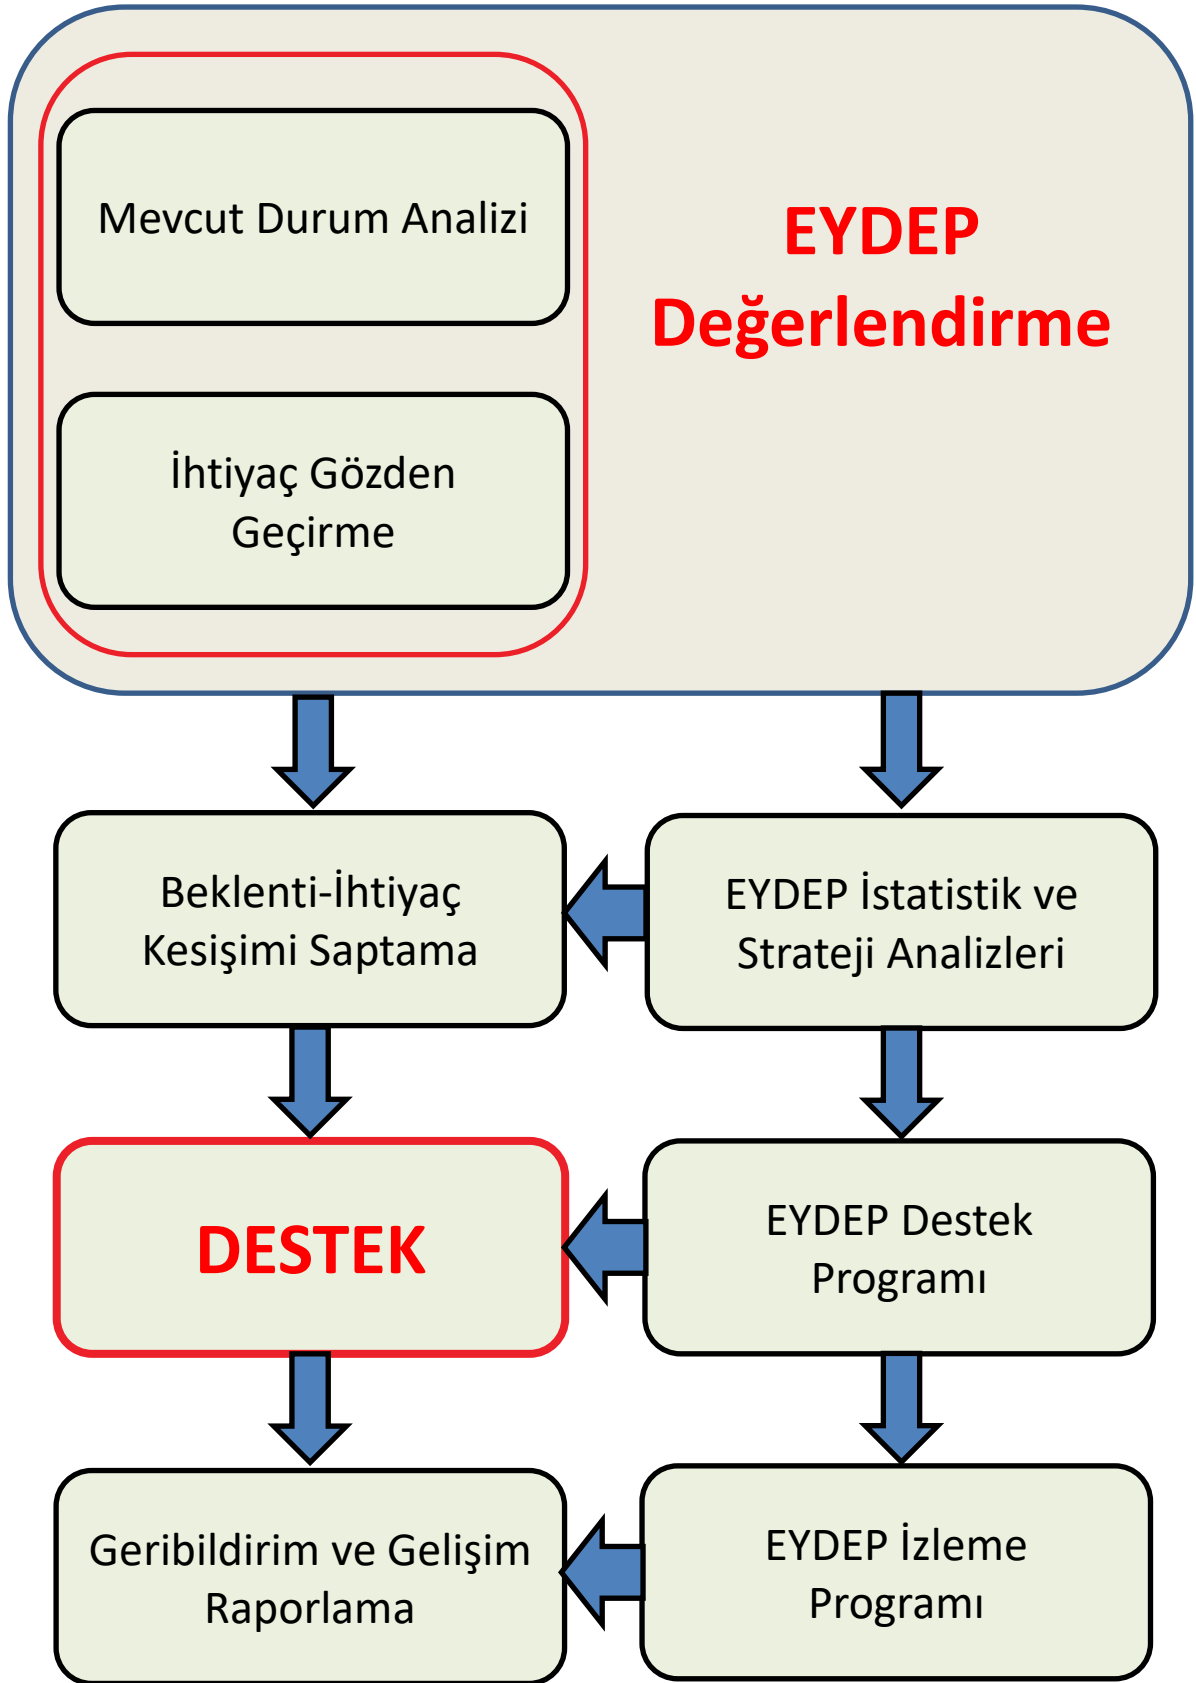 Mevcut Durum Analizi
İhtiyaç Gözden
Geçirme
EYDEP
Değerlendirme
Beklenti-İhtiyaç
Kesişimi Saptama
EYDEP İstatistik ve
Strateji Analizleri
DESTEK
EYDEP Destek
Programı
Geribildirim ve Gelişim
Raporlama
EYDEP İzleme
Programı